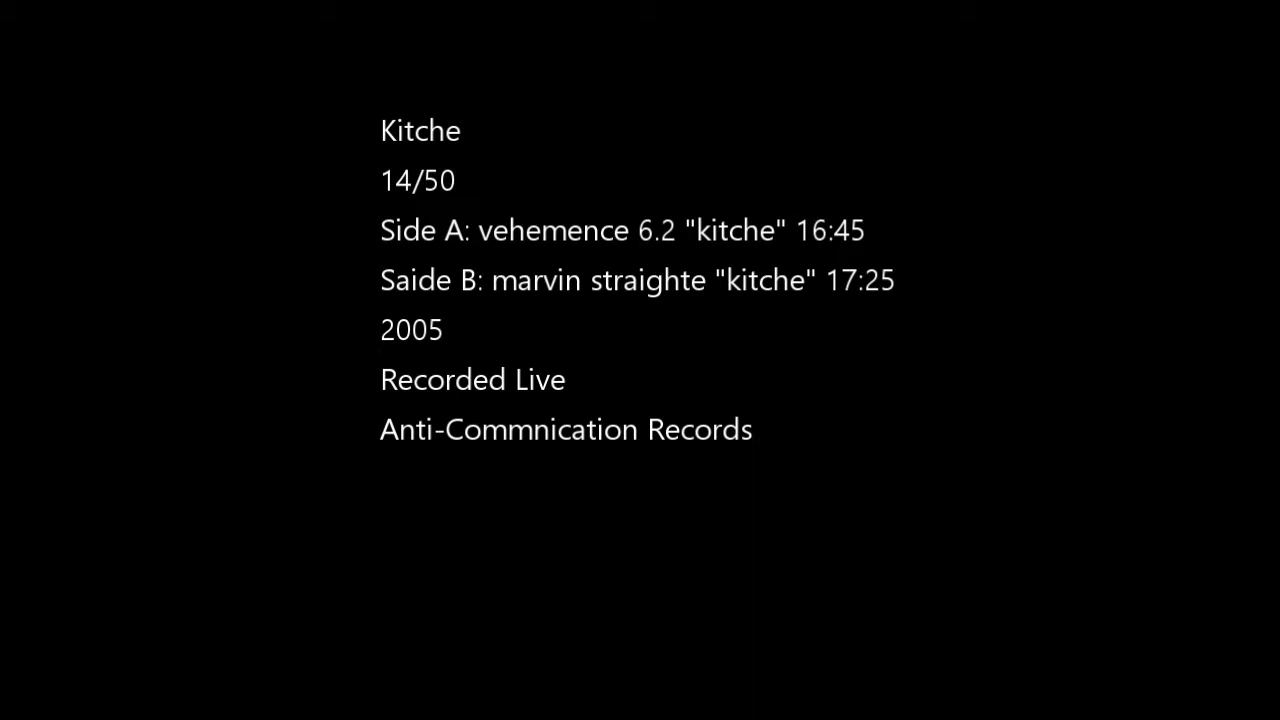 Kitche
14/50
Side A: vehemence 6.2 "kitche" 16:45
Saide B: marvin straighte "kitche" 17:25
2005
Recorded Live
Anti-Commnication Records